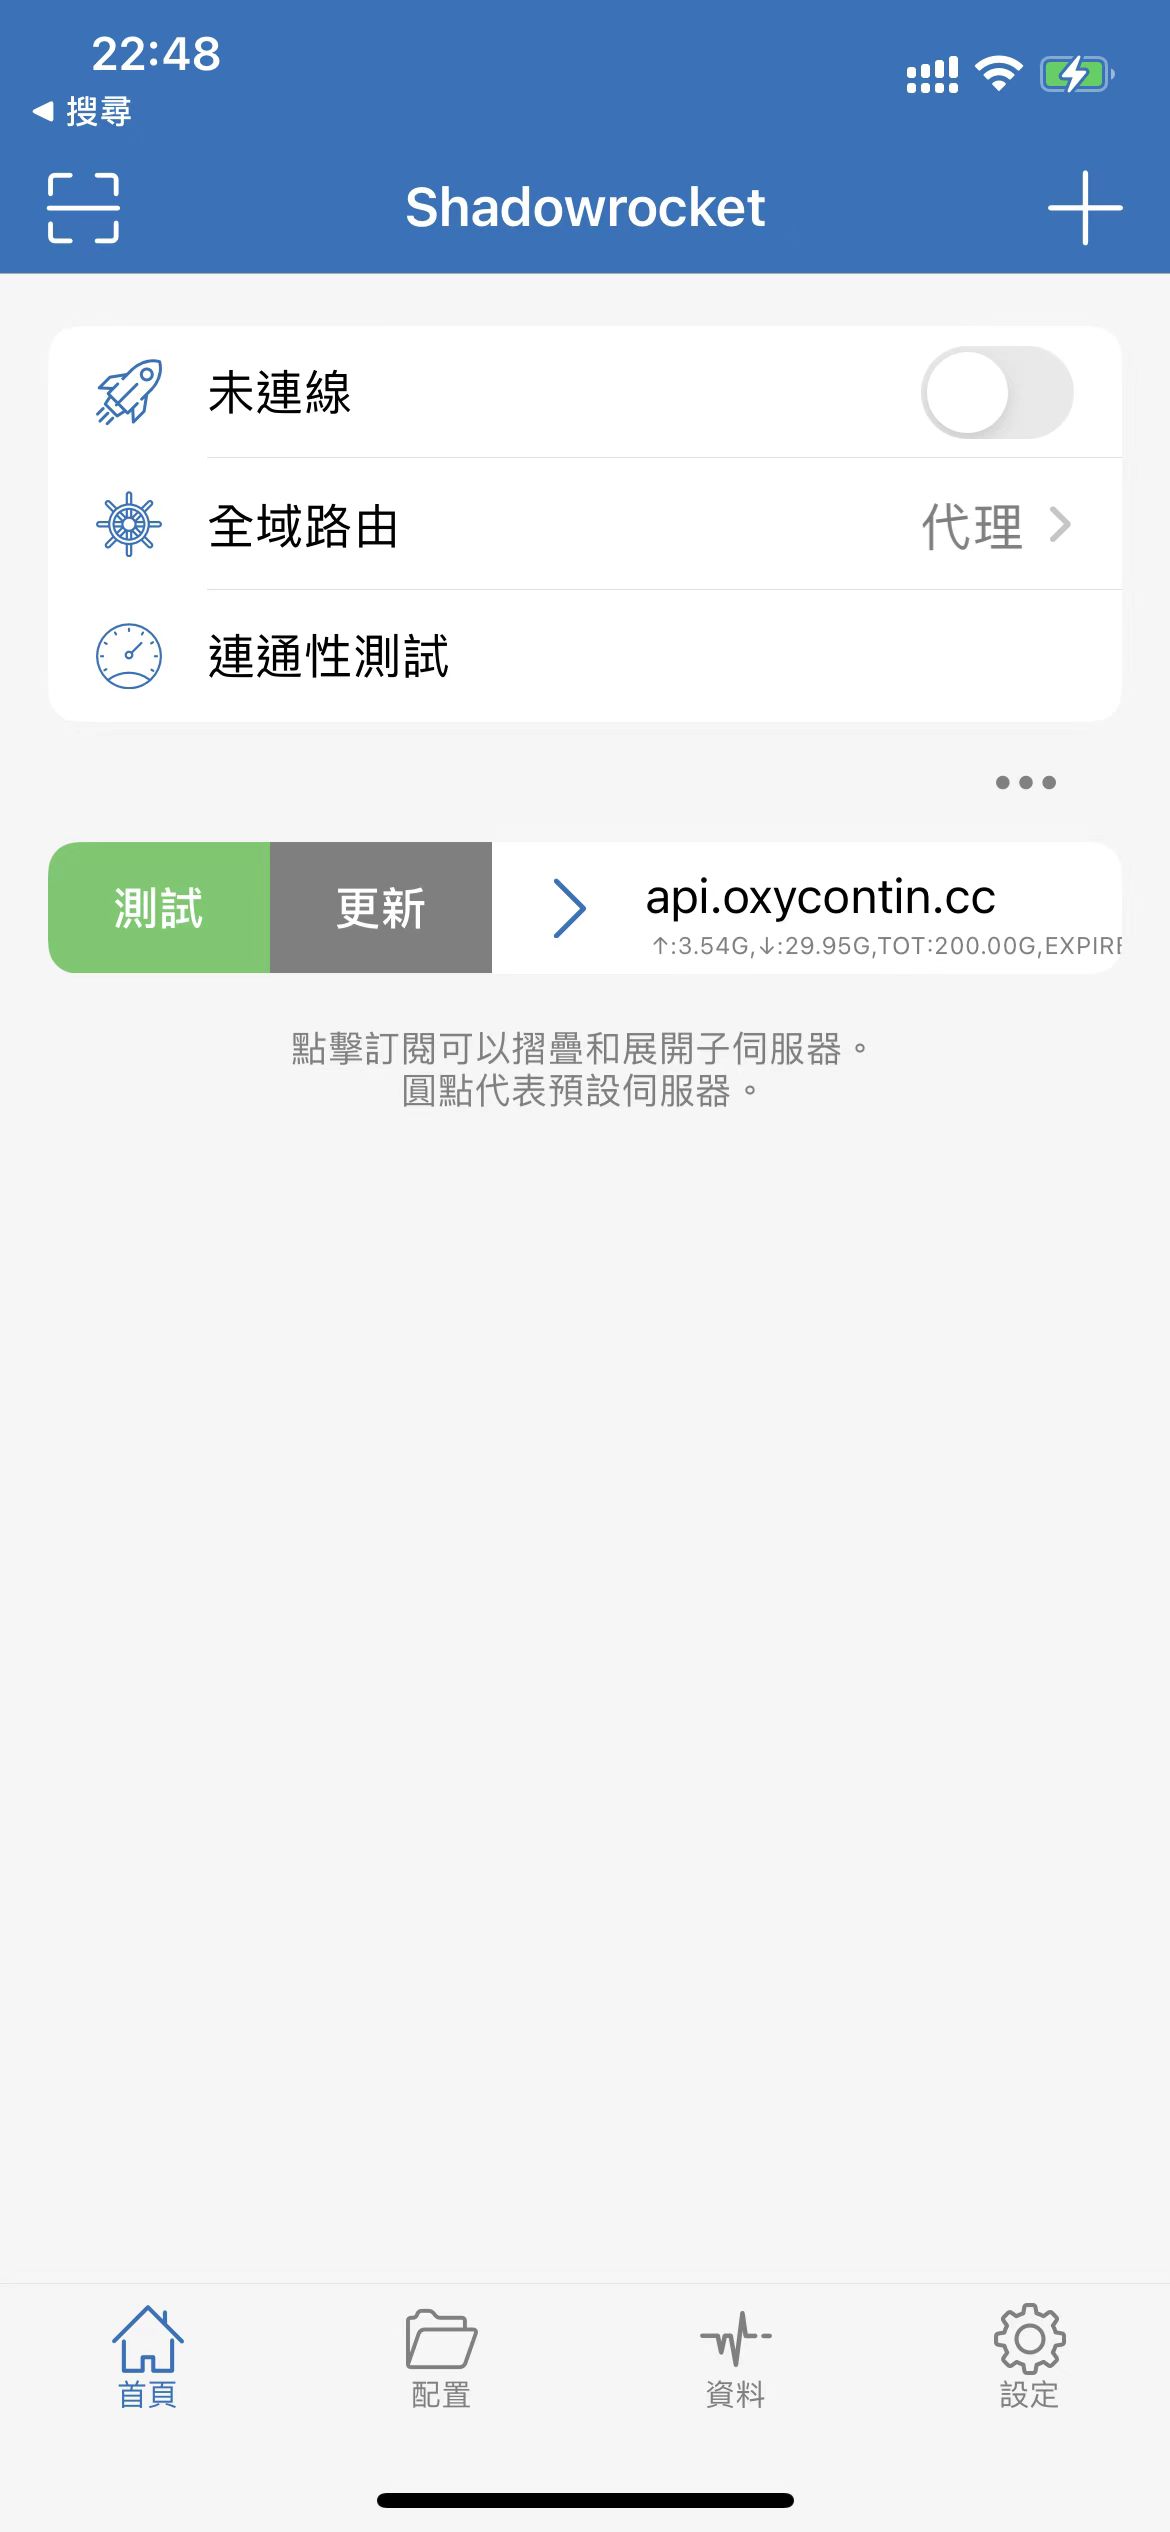 22:48
搜尋
Shadowrocket
未連線
全域路由
代理
連通性測試
測試
更新
api.oxycontin.cc
↑:3.54G,↓:29.95G,TOT:200.00G,EXPIRE
點擊訂閱可以摺疊和展開子伺服器。
圓點代表預設伺服器。
首頁
配置
資料
設定